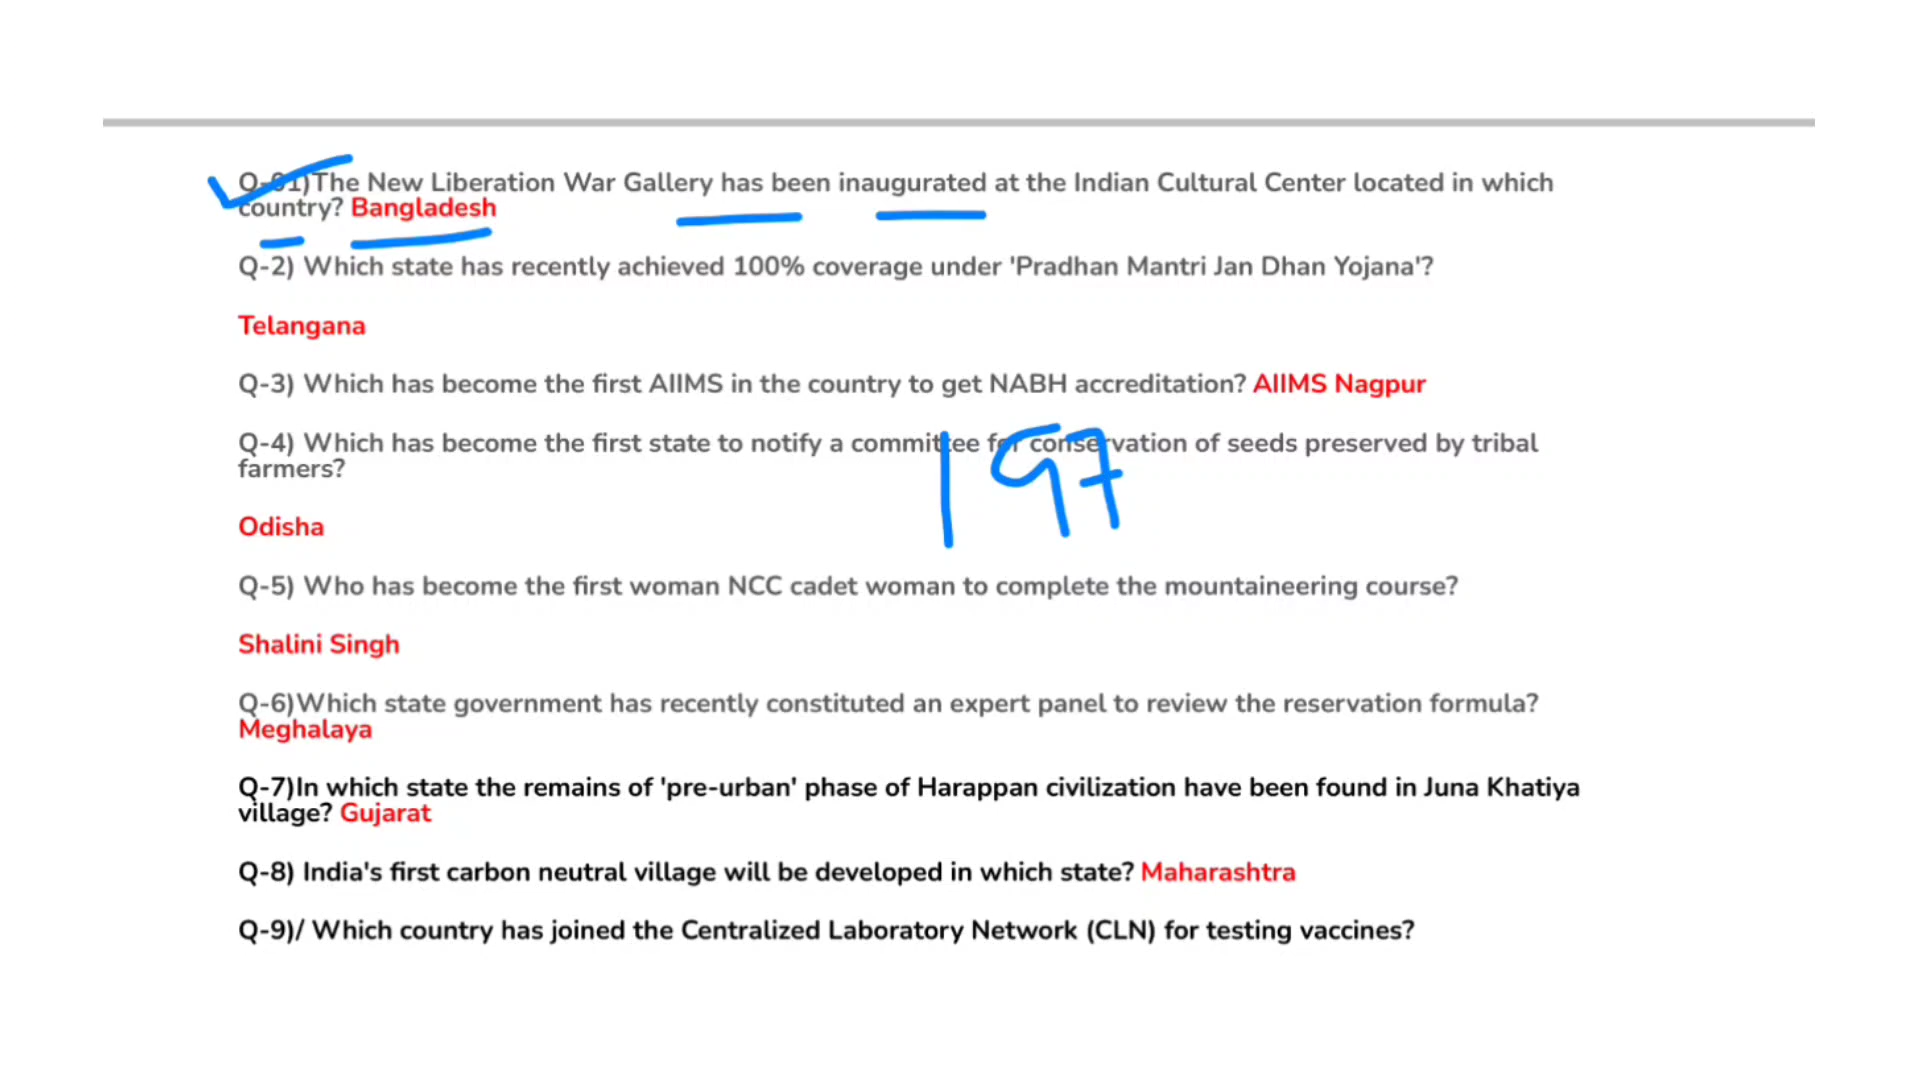 Q-01)The New Liberation War Gallery has been inaugurated at the Indian Cultural Center located in which
country? Bangladesh
Q-2) Which state has recently achieved 100% coverage under 'Pradhan Mantri Jan Dhan Yojana'?
Telangana
Q-3) Which has become the first AIIMS in the country to get NABH accreditation? AIIMS Nagpur
Q-4) Which has become the first state to notify a committee for conservation of seeds preserved by tribal
farmers?
197
Odisha
Q-5) Who has become the first woman NCC cadet woman to complete the mountaineering course?
Shalini Singh
Q-6)Which state government has recently constituted an expert panel to review the reservation formula?
Meghalaya
Q-7)In which state the remains of 'pre-urban' phase of Harappan civilization have been found in Juna Khatiya
village? Gujarat
Q-8) India's first carbon neutral village will be developed in which state? Maharashtra
Q-9)/ Which country has joined the Centralized Laboratory Network (CLN) for testing vaccines?